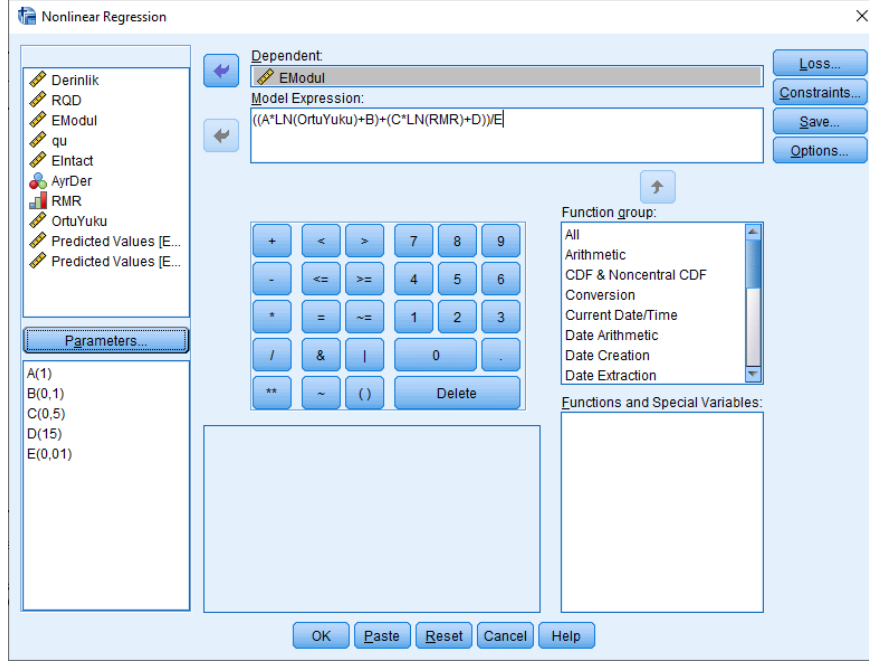 Nonlinear Regression
Derinlik
RQD
EModul
qu
EIntact
AyrDer
RMR
OrtuYuku
Predicted Values [E...
Predicted Values [E...
Parameters...
A(1)
B(0,1)
C(0,5)
D(15)
E(0,01)
Dependent:
EModul
Model Expression:
((A*LN(OrtuYuku)+B)+(C*LN(RMR)+D))/E
Loss...
Constraints...
Save...
Options...
+ < > 7 8 9
- <= >= 4 5 6
* = ~= 1 2 3
/ & | 0 .
** ~ ( ) Delete
Function group:
All
Arithmetic
CDF & Noncentral CDF
Conversion
Current Date/Time
Date Arithmetic
Date Creation
Date Extraction
Functions and Special Variables:
OK Paste Reset Cancel Help